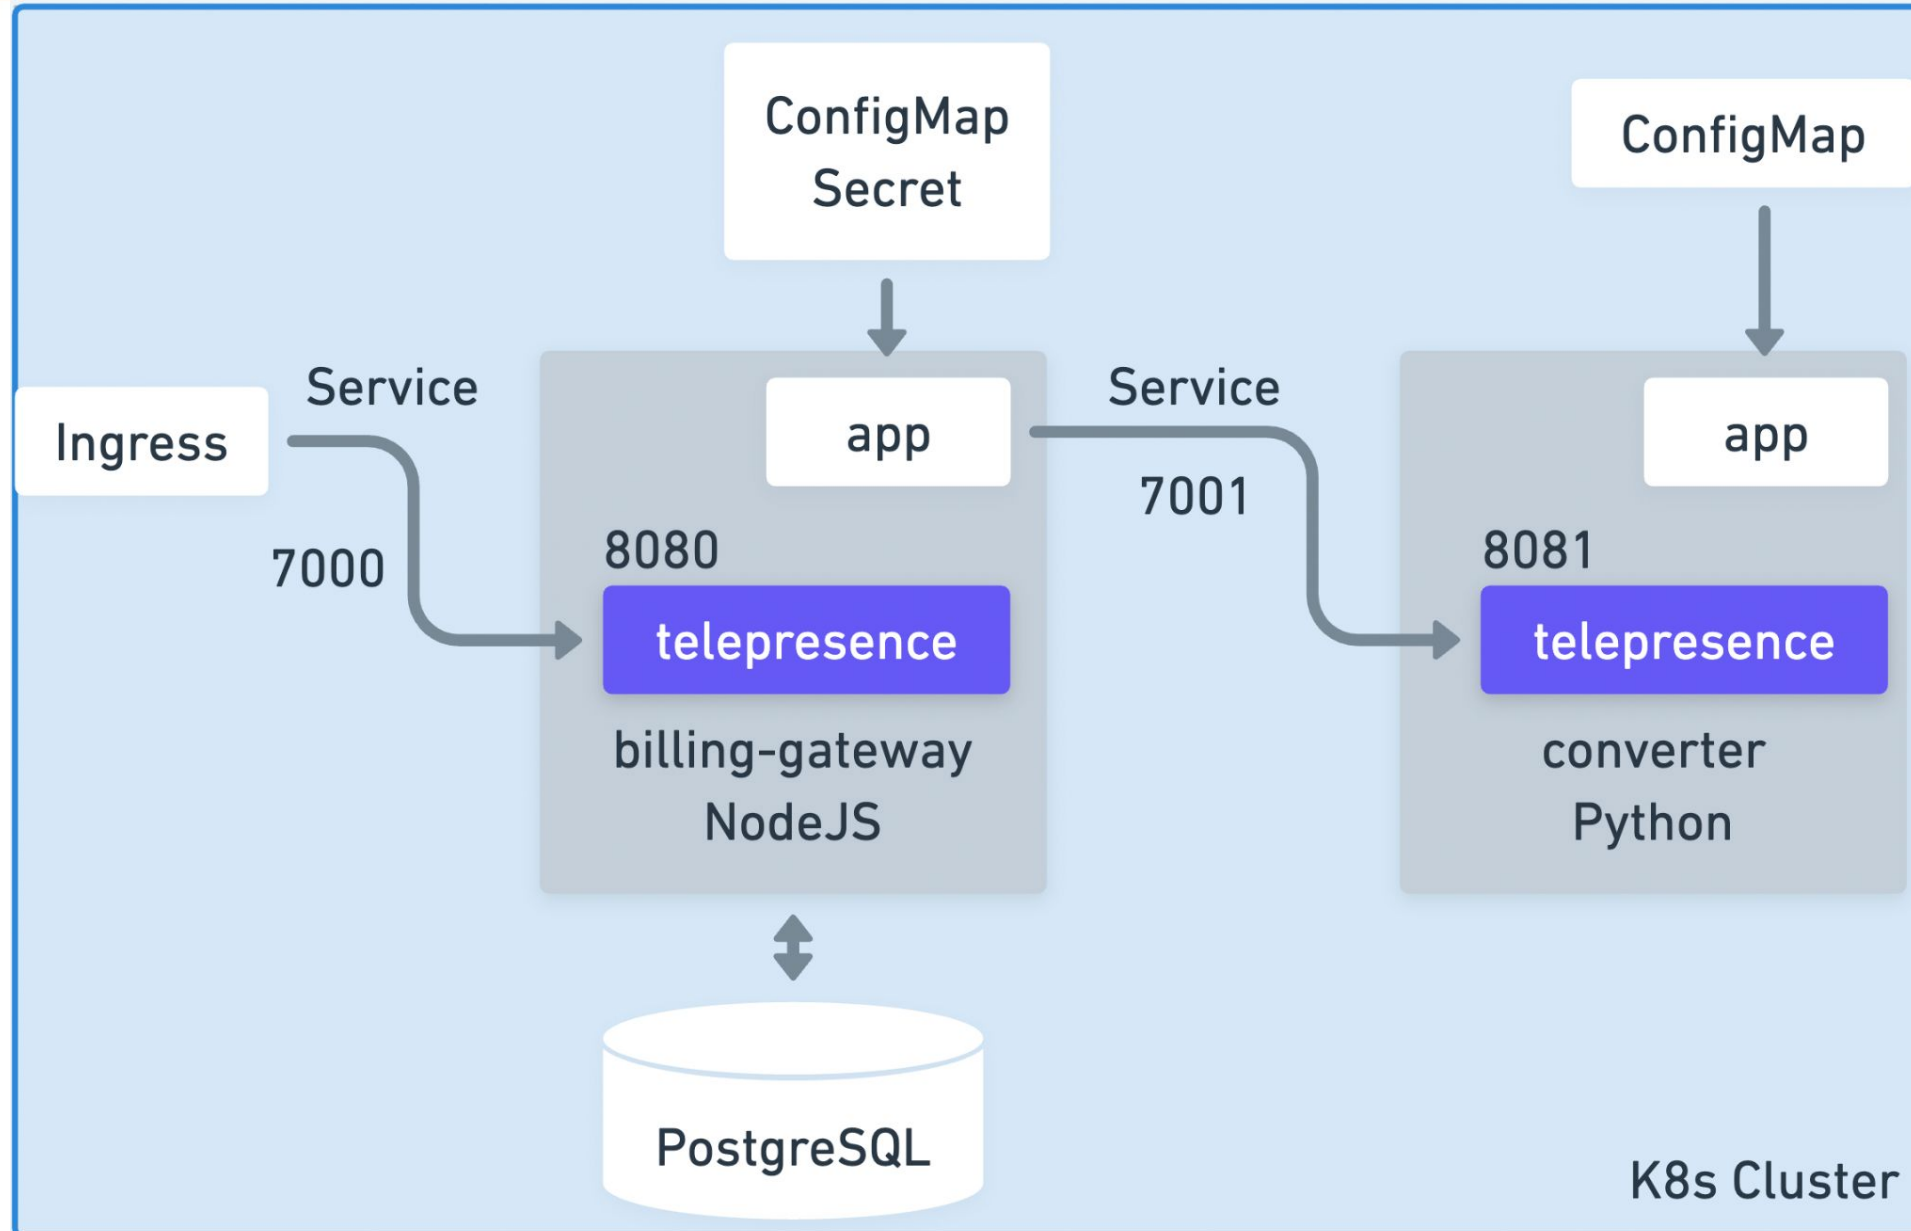 ConfigMap
Secret
ConfigMap
Ingress
Service
7000
app
8080
telepresence
billing-gateway
NodeJS
Service
7001
app
8081
telepresence
converter
Python
PostgreSQL
K8s Cluster